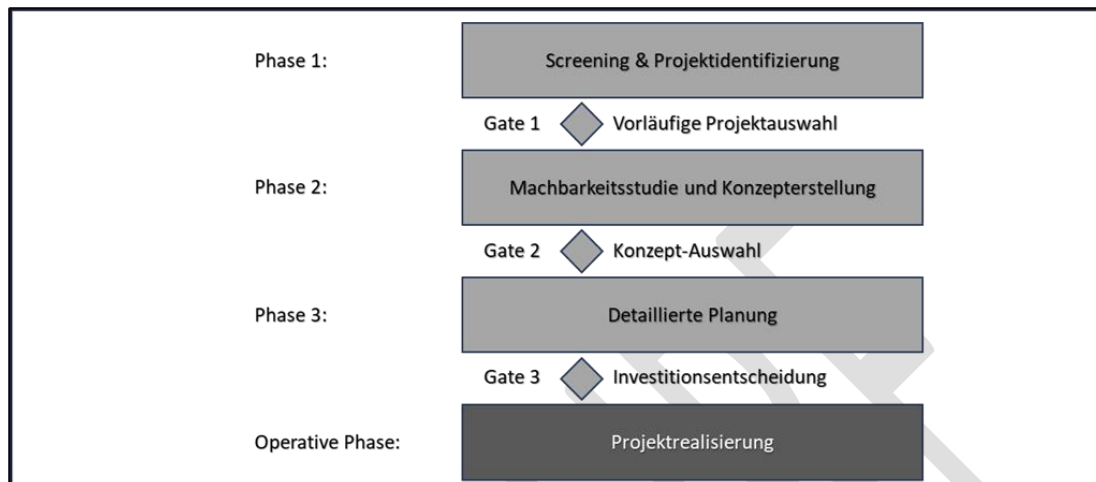 Phase 1:
Screening & Projektidentifizierung
Gate 1
Vorläufige Projektauswahl
Phase 2:
Machbarkeitsstudie und Konzepterstellung
Gate 2
Konzept-Auswahl
Phase 3:
Detaillierte Planung
Gate 3
Investitionsentscheidung
Operative Phase:
Projektrealisierung